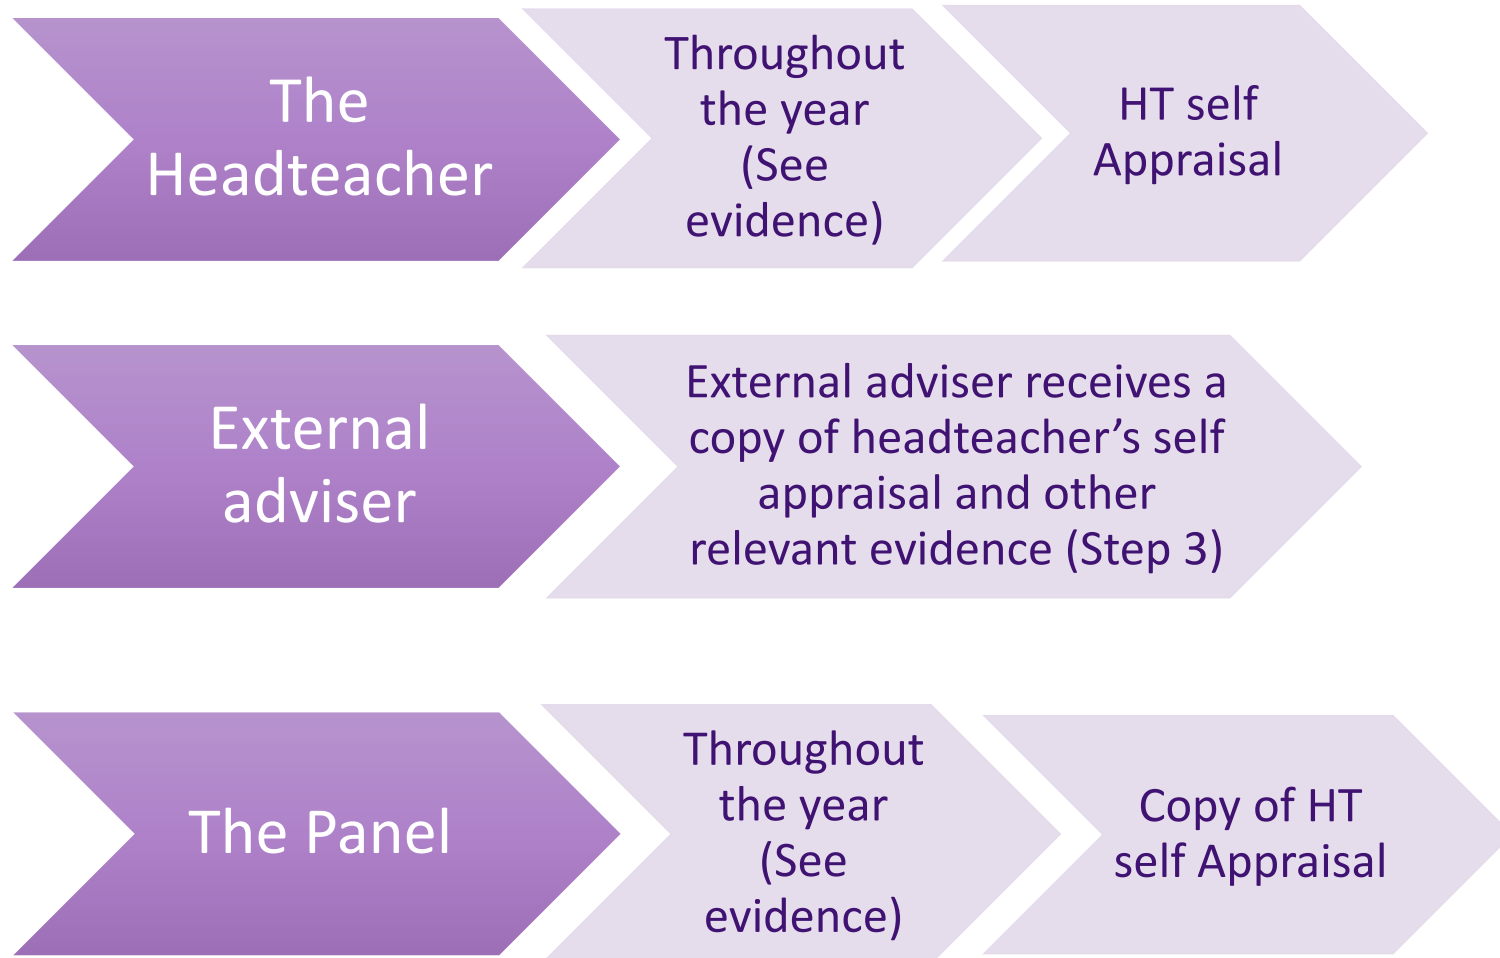 The
Headteacher
Throughout
the year
(See
evidence)
HT self
Appraisal
External
adviser
External adviser receives a
copy of headteacher’s self
appraisal and other
relevant evidence (Step 3)
The Panel
Throughout
the year
(See
evidence)
Copy of HT
self Appraisal